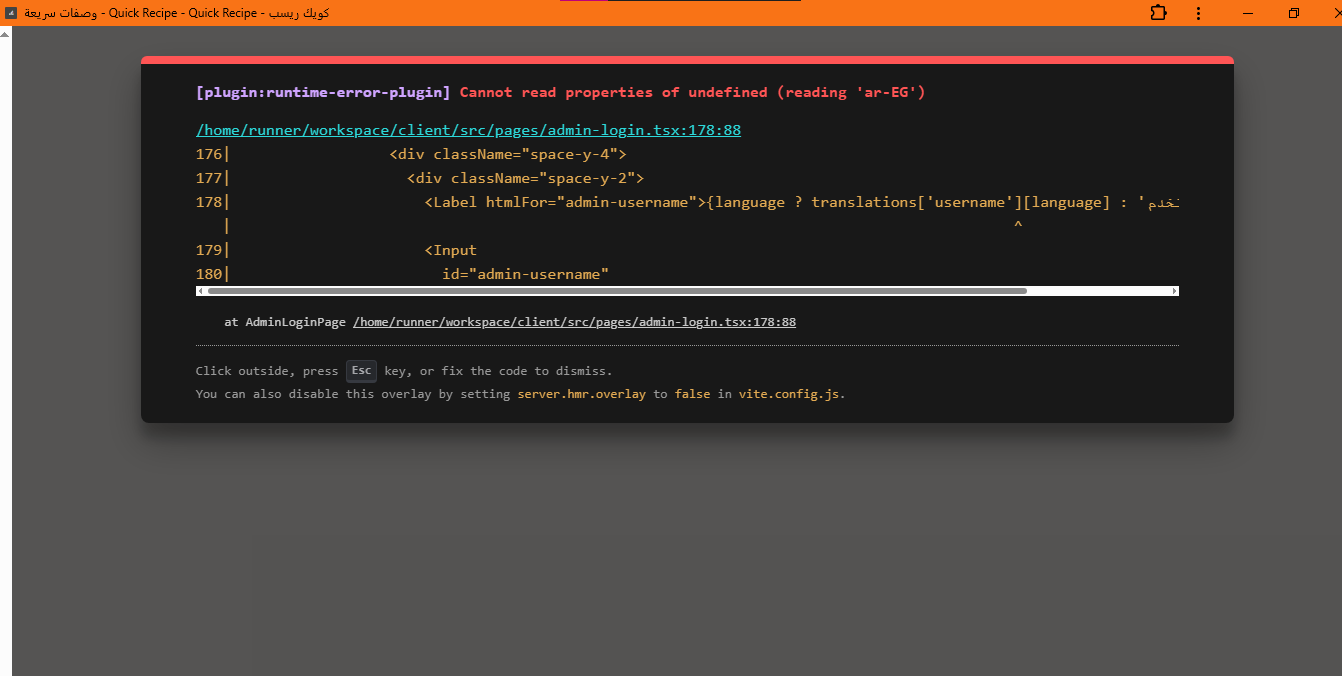 كويك ريسب - Quick Recipe - Quick Recipe - وصفات سريعة
[plugin:runtime-error-plugin] Cannot read properties of undefined (reading 'ar-EG')
/home/runner/workspace/client/src/pages/admin-login.tsx:178:88
176| <div className="space-y-4">
177| <div className="space-y-2">
178| <Label htmlFor="admin-username">{language ? translations['username'][language] : '
| ^
179| <Input
180| id="admin-username"
at AdminLoginPage /home/runner/workspace/client/src/pages/admin-login.tsx:178:88
Click outside, press Esc key, or fix the code to dismiss.
You can also disable this overlay by setting server.hmr.overlay to false in vite.config.js.